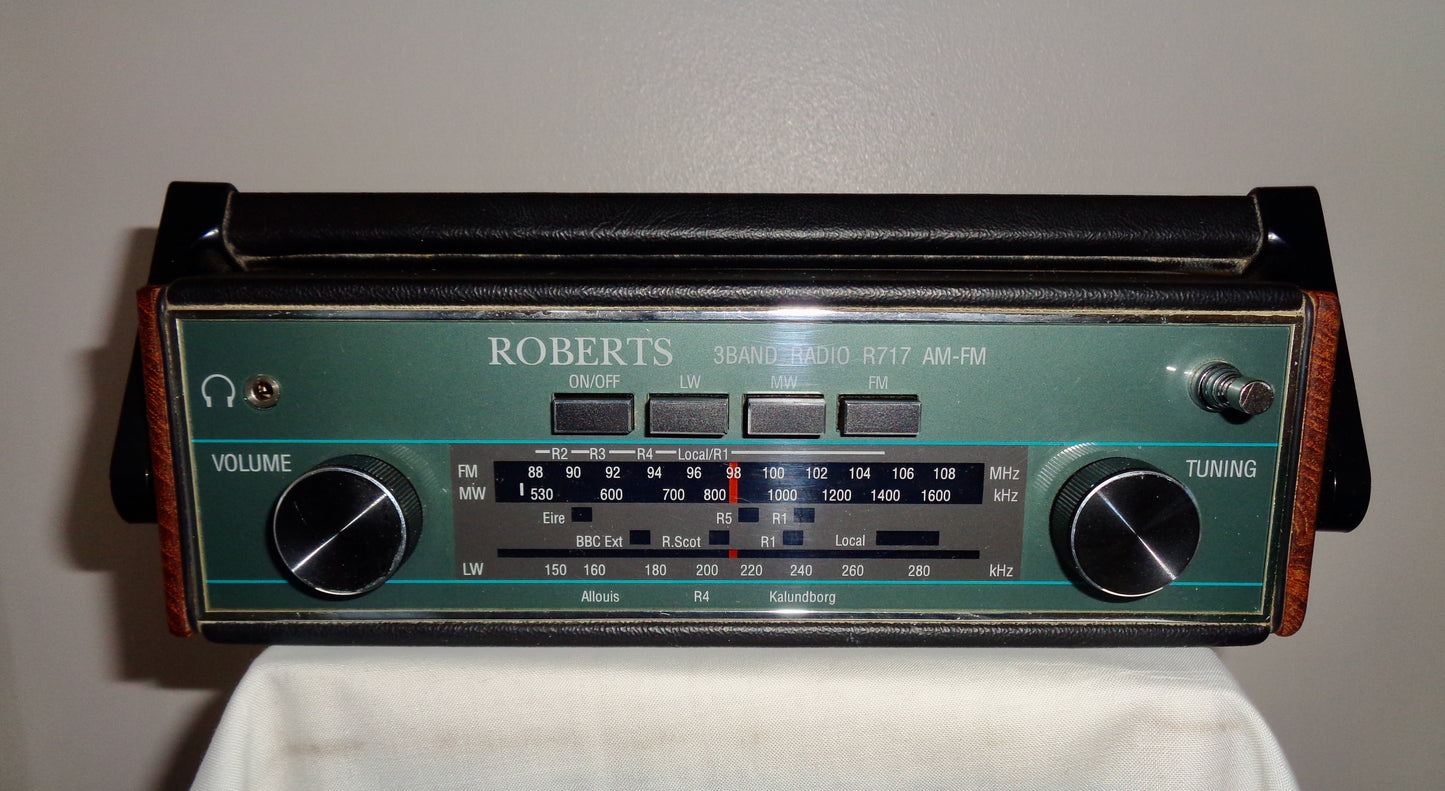 ROBERTS 3BAND RADIO R717 AM-FM
ON/OFF LW MW FM
VOLUME
TUNING
R2 R3 R4 Local/R1
FM 88 90 92 94 96 98 100 102 104 106 108 MHz
MW 530 600 700 800 1000 1200 1400 1600 kHz
Eire R5 R1
BBC Ext R.Scot R1 Local
LW 150 160 180 200 220 240 260 280 kHz
Allouis R4 Kalundborg